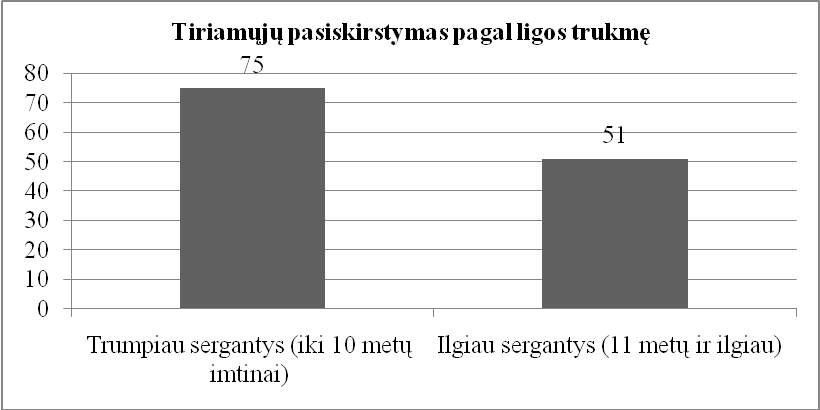 Tiriamųjų pasiskirstymas pagal ligos trukmę
75
51
80
70
60
50
40
30
20
10
0
Trumpiau sergantys (iki 10 metų
imtinai)
Ilgiau sergantys (11 metų ir ilgiau)